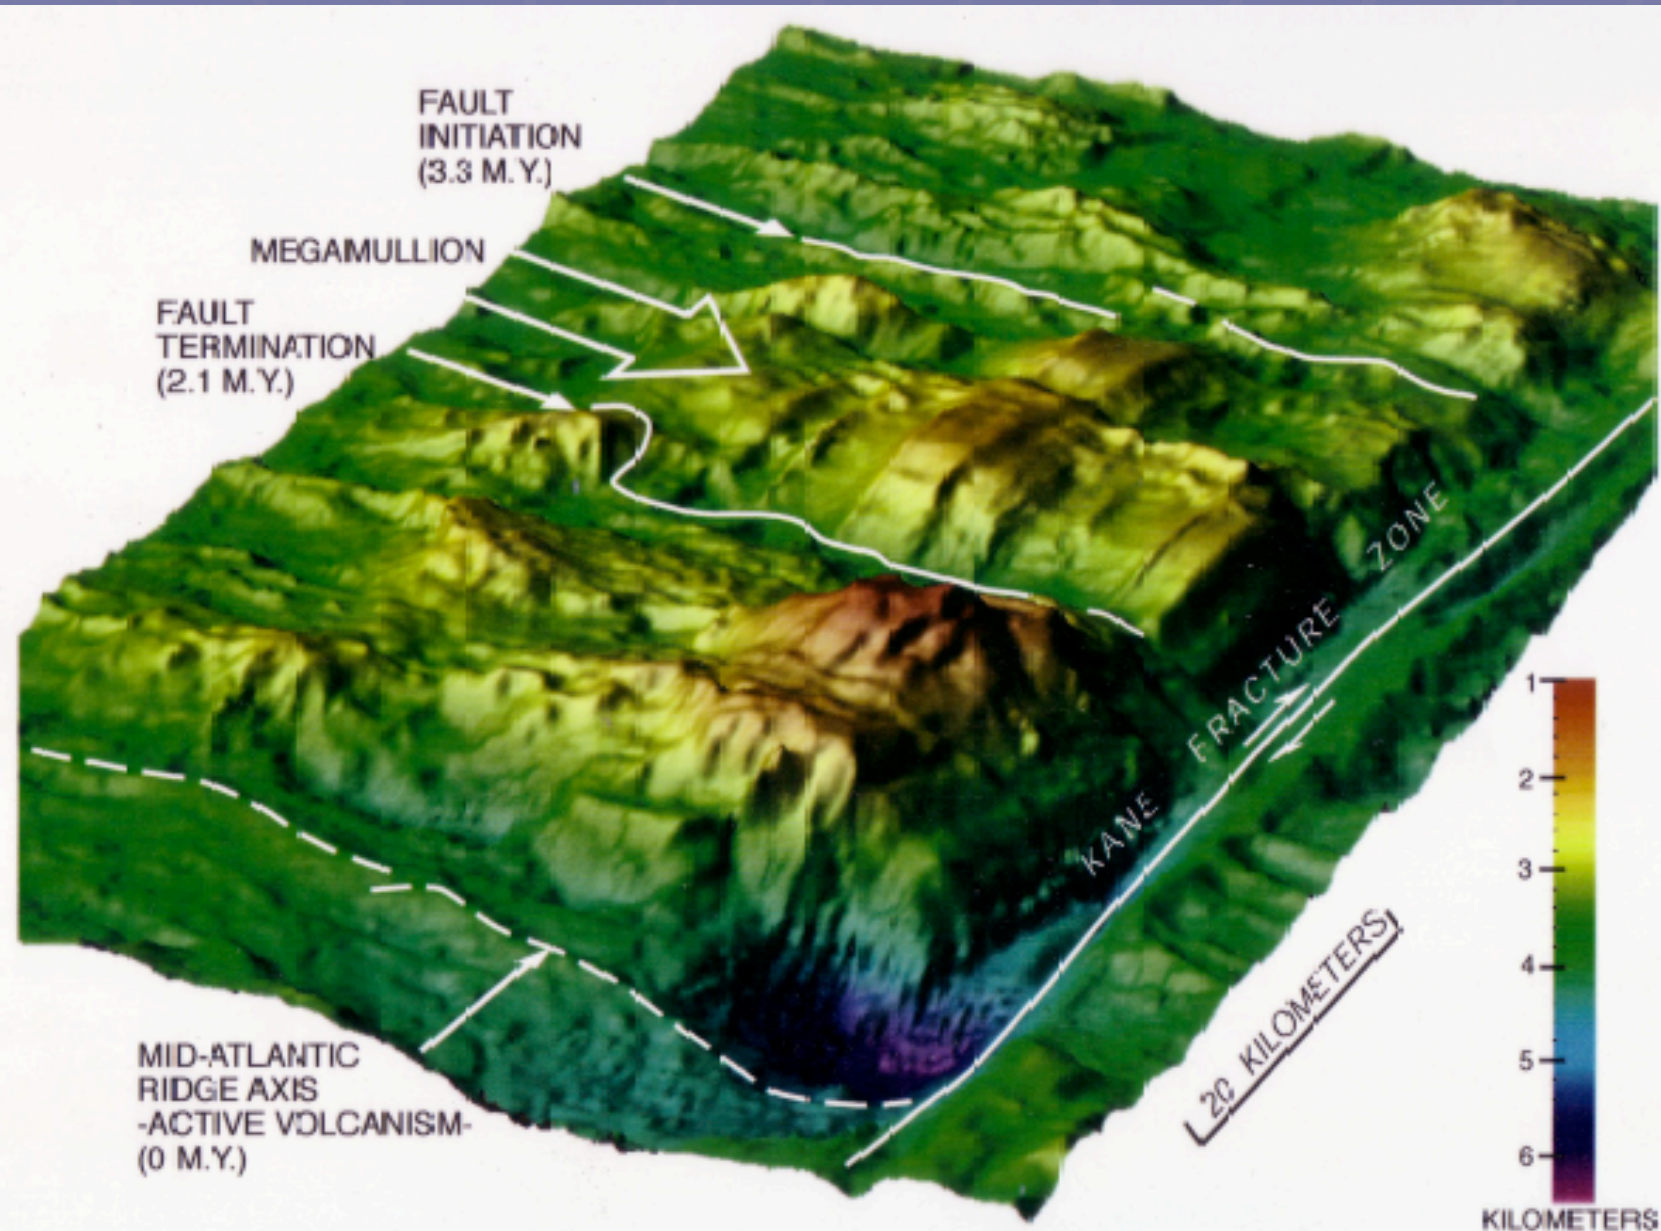 FAULT
INITIATION
(3.3 M.Y.)
MEGAMULLION
FAULT
TERMINATION
(2.1 M.Y.)
KANE FRACTURE ZONE
MID-ATLANTIC
RIDGE AXIS
-ACTIVE VOLCANISM-
(0 M.Y.)
20 KILOMETERS
1
2
3
4
5
6
KILOMETERS